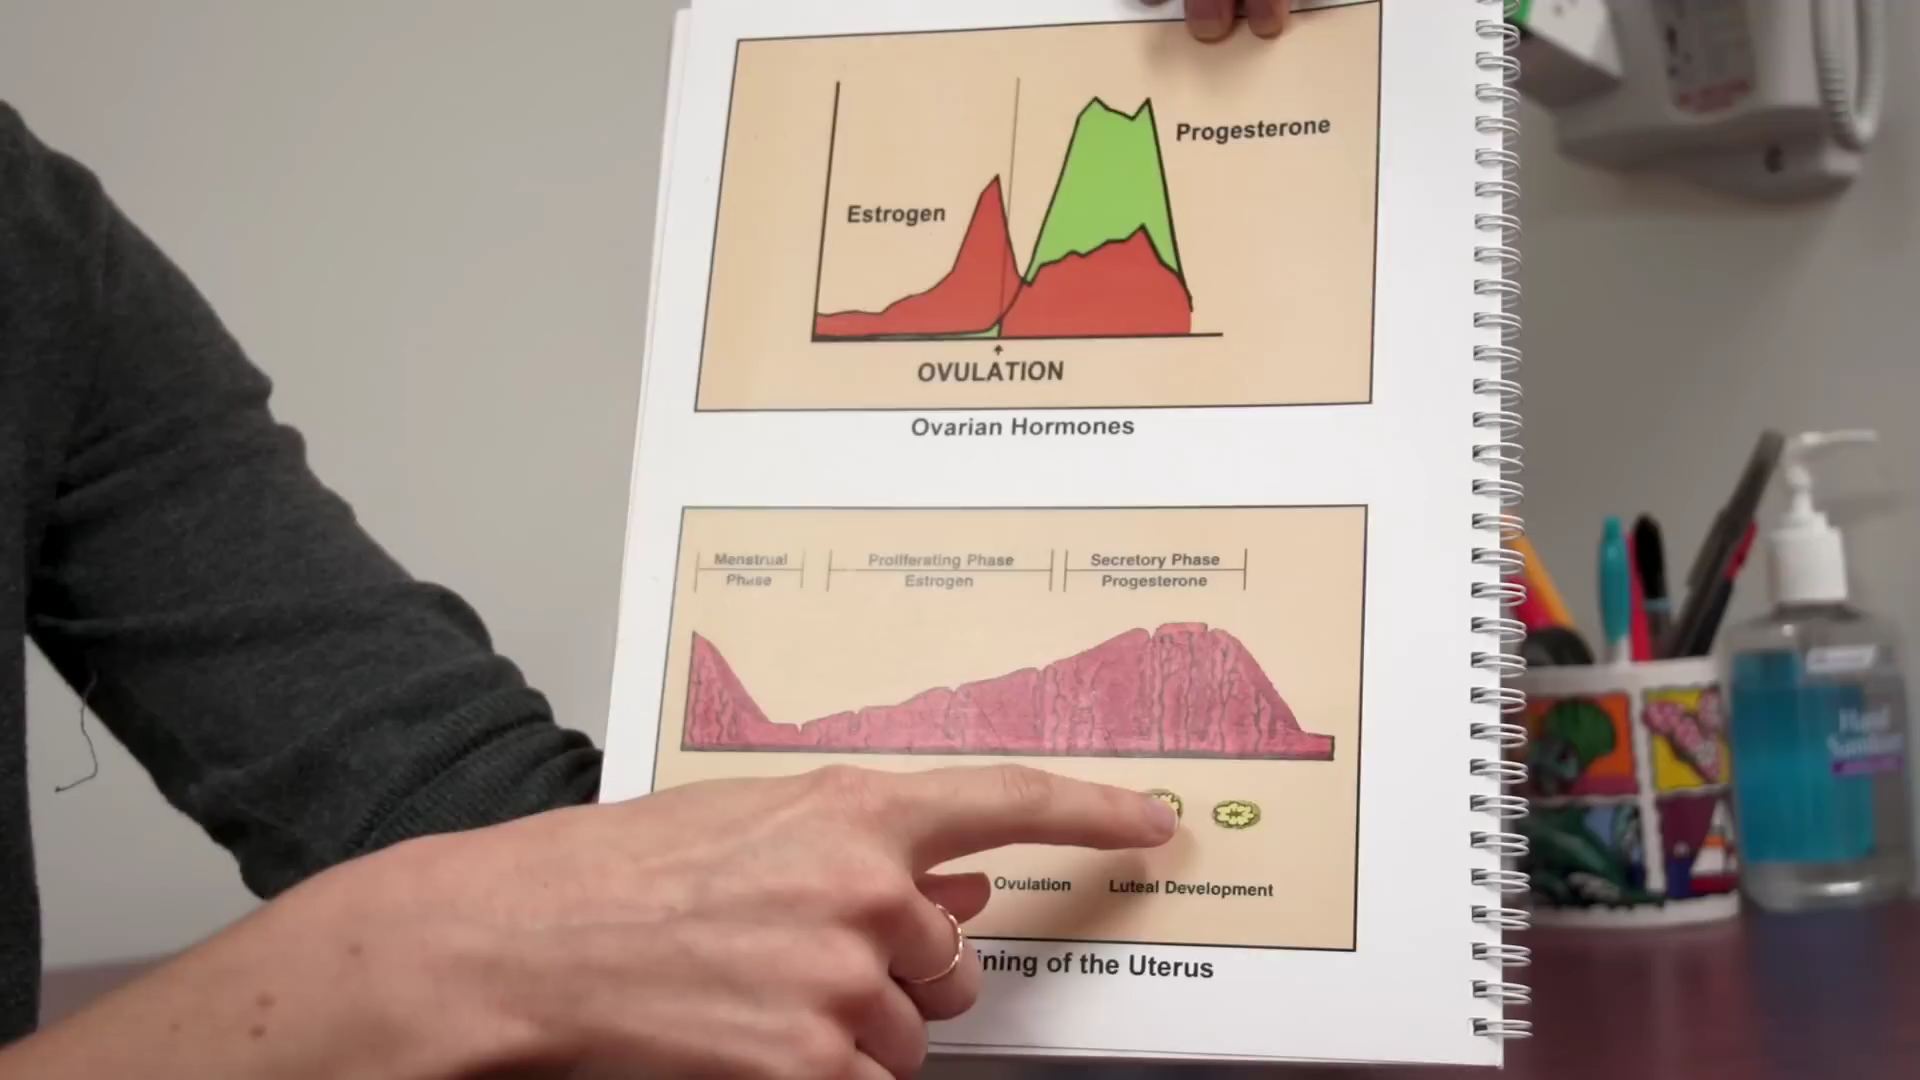 Progesterone
Estrogen
OVULATION
Ovarian Hormones
Menstrual
Phase
Proliferating Phase
Estrogen
Secretory Phase
Progesterone
Ovulation
Luteal Development
ining of the Uterus
Hand